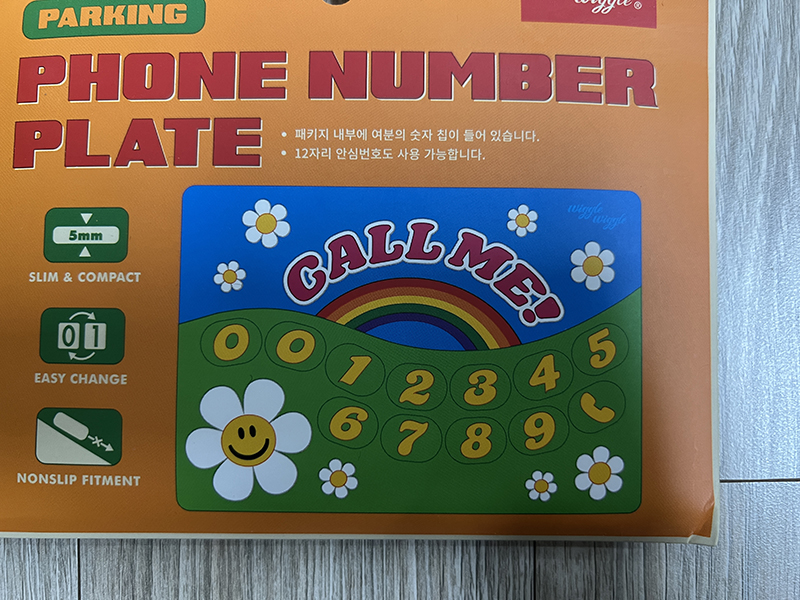 PARKING
wiggle®
PHONE NUMBER
PLATE
• 패키지 내부에 여분의 숫자 칩이 들어 있습니다.
• 12자리 안심번호도 사용 가능합니다.
5mm
SLIM & COMPACT
01
EASY CHANGE
NONSLIP FITMENT
wiggle
wiggle
CALL ME!
0 0 1 2 3 4 5
6 7 8 9